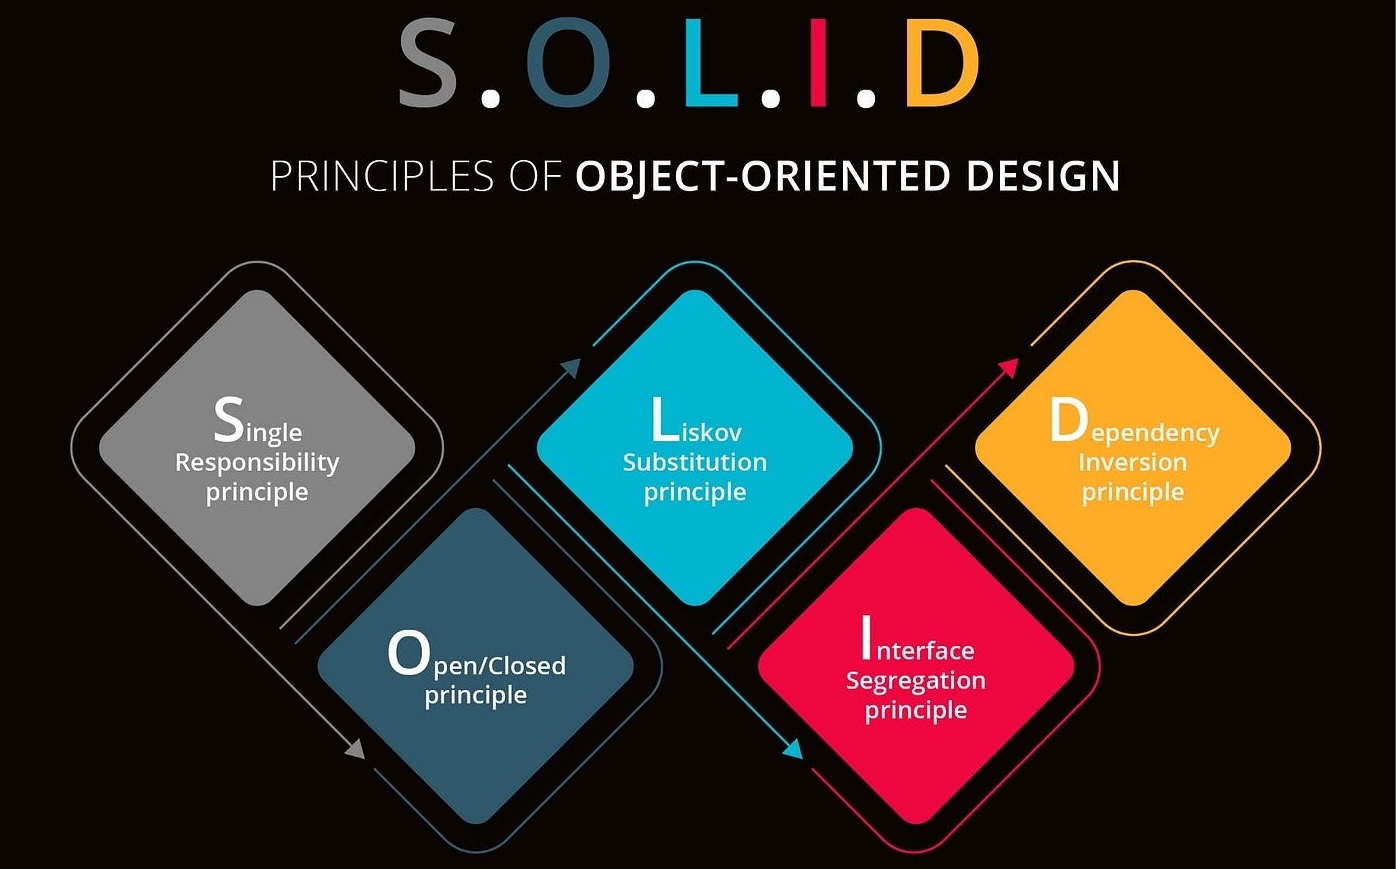 S.O.L.I.D
PRINCIPLES OF OBJECT-ORIENTED DESIGN
Single
Responsibility
principle
Open/Closed
principle
Liskov
Substitution
principle
Interface
Segregation
principle
Dependency
Inversion
principle